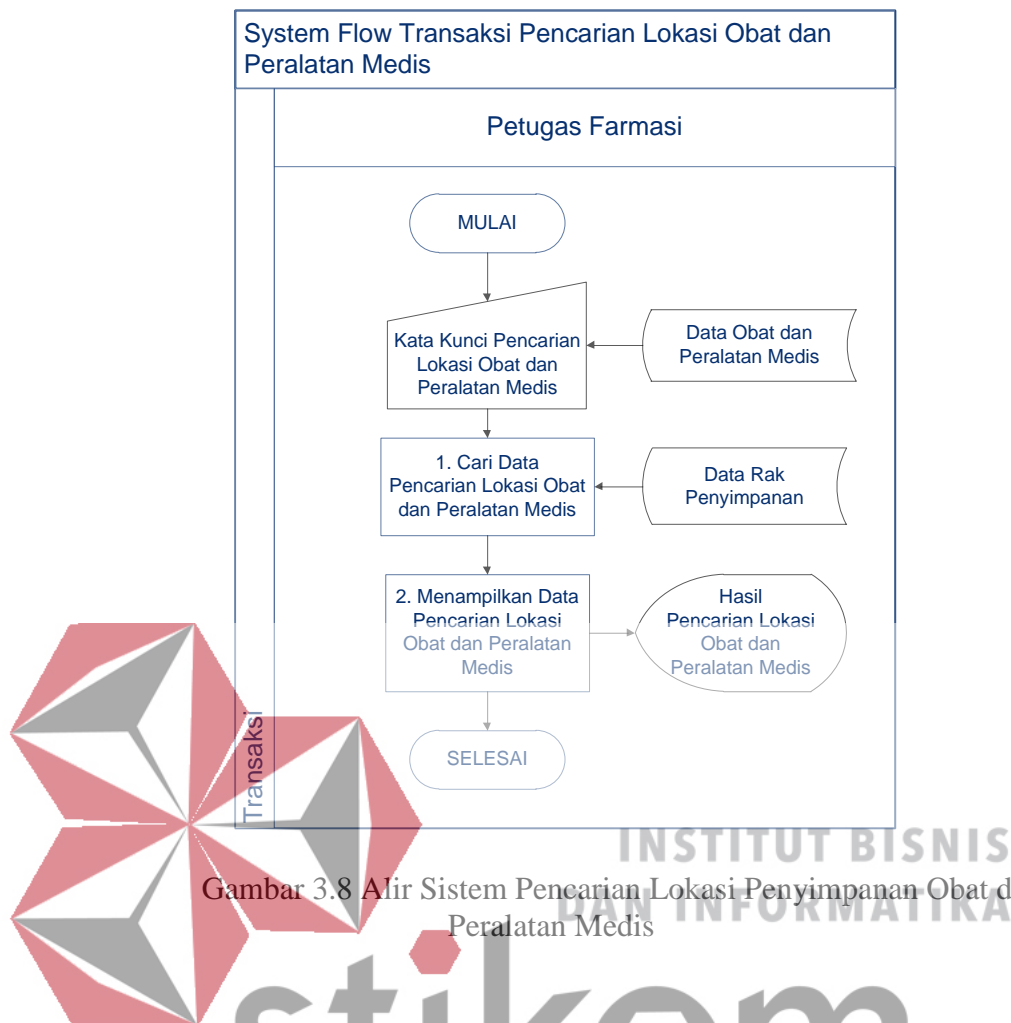 System Flow Transaksi Pencarian Lokasi Obat dan
Peralatan Medis
Petugas Farmasi
MULAI
Kata Kunci Pencarian
Lokasi Obat dan
Peralatan Medis
Data Obat dan
Peralatan Medis
1. Cari Data
Pencarian Lokasi Obat
dan Peralatan Medis
Data Rak
Penyimpanan
2. Menampilkan Data
Pencarian Lokasi
Obat dan Peralatan
Medis
Hasil
Pencarian Lokasi
Obat dan
Peralatan Medis
SELESAI
Transaksi
INSTITUT BISNIS
DAN INFORMATIKA
Gambar 3.8 Alir Sistem Pencarian Lokasi Penyimpanan Obat d
Peralatan Medis
stikom